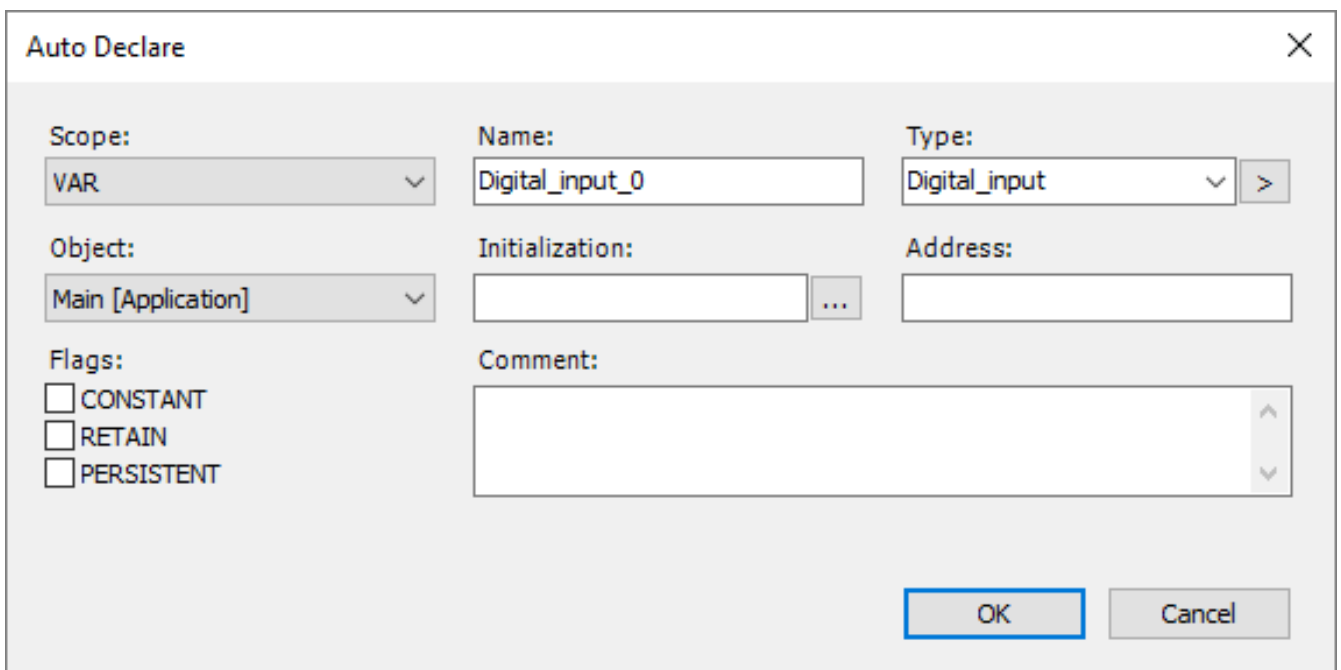 Auto Declare
Scope: Name: Type:
VAR Digital_input_0 Digital_input >
Object: Initialization: Address:
Main [Application] ...
Flags: Comment:
CONSTANT
RETAIN
PERSISTENT
OK Cancel